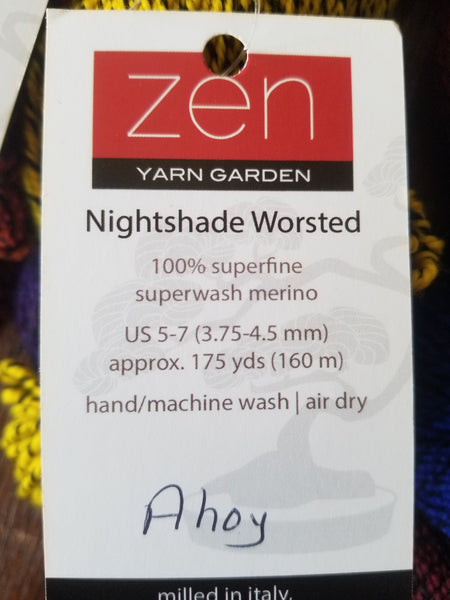 zen
YARN GARDEN
Nightshade Worsted
100% superfine
superwash merino
US 5-7 (3.75-4.5 mm)
approx. 175 yds (160 m)
hand/machine wash | air dry
Ahoy
milled in italy.